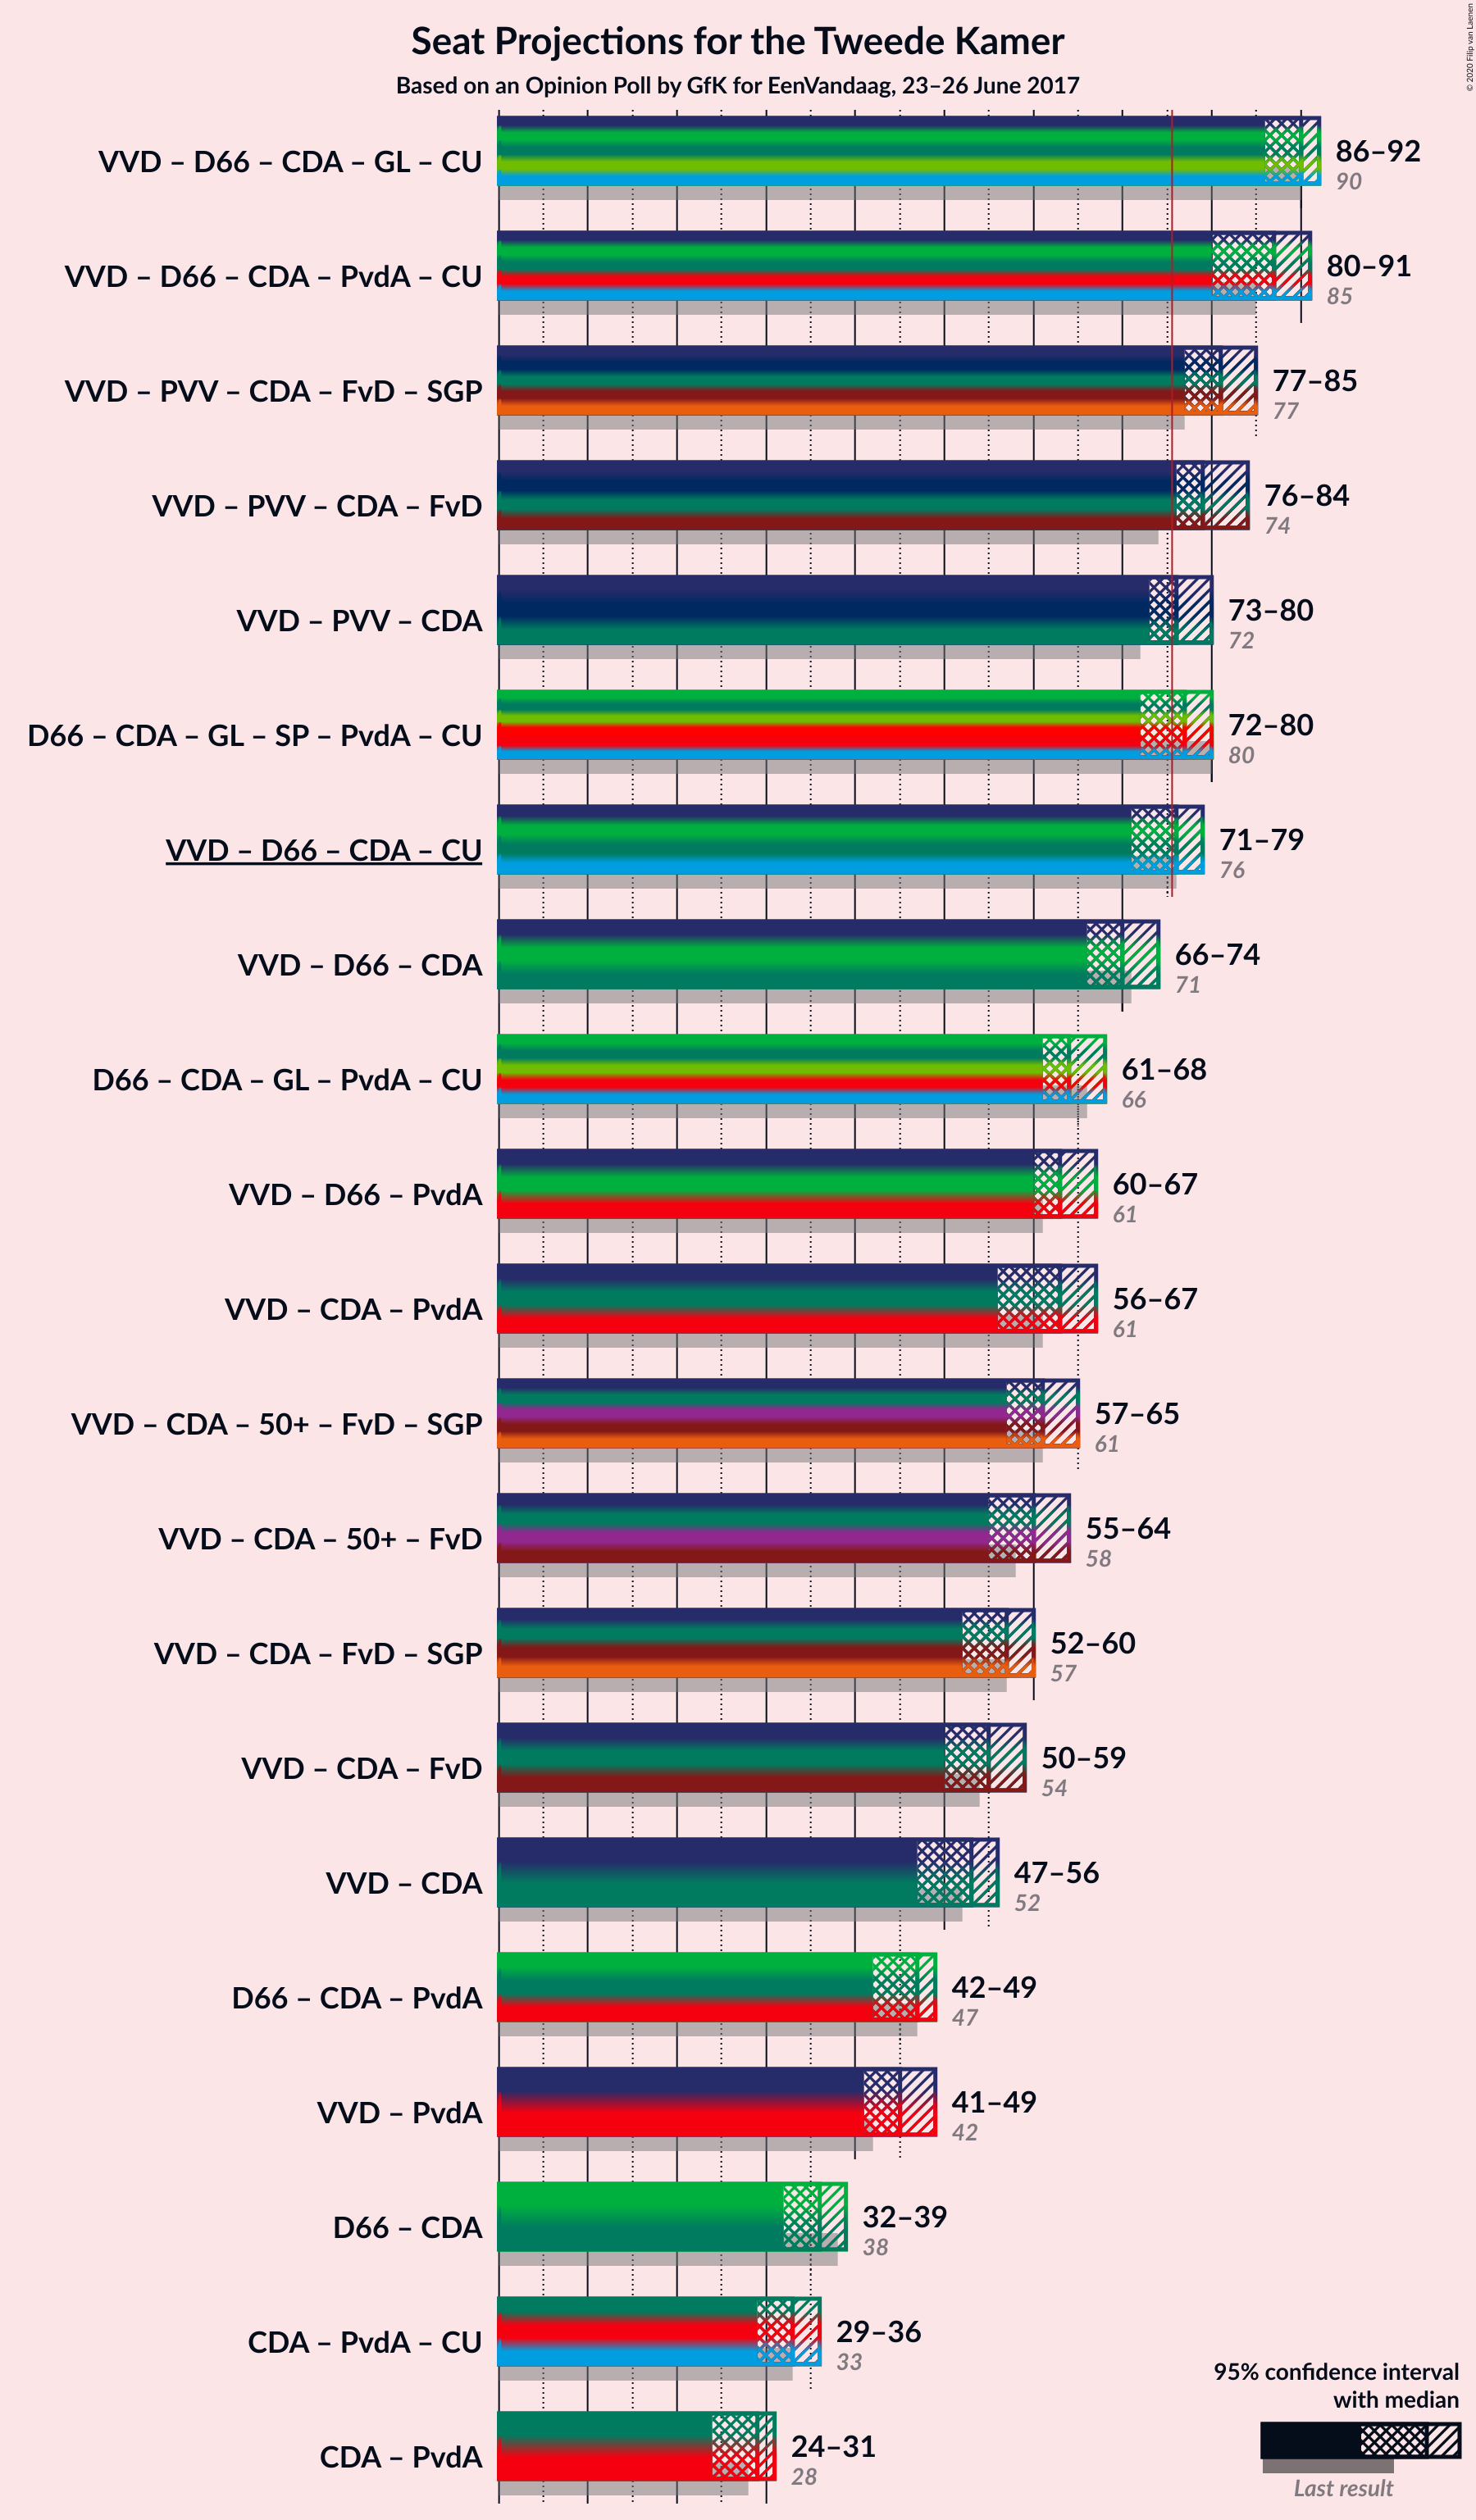 Seat Projections for the Tweede Kamer
Based on an Opinion Poll by GfK for EenVandaag, 23–26 June 2017
© 2020 Filip van Laenen
VVD – D66 – CDA – GL – CU
86–92
90
VVD – D66 – CDA – PvdA – CU
80–91
85
VVD – PVV – CDA – FvD – SGP
77–85
77
VVD – PVV – CDA – FvD
76–84
74
VVD – PVV – CDA
73–80
72
D66 – CDA – GL – SP – PvdA – CU
72–80
80
VVD – D66 – CDA – CU
71–79
76
VVD – D66 – CDA
66–74
71
D66 – CDA – GL – PvdA – CU
61–68
66
VVD – D66 – PvdA
60–67
61
VVD – CDA – PvdA
56–67
61
VVD – CDA – 50+ – FvD – SGP
57–65
61
VVD – CDA – 50+ – FvD
55–64
58
VVD – CDA – FvD – SGP
52–60
57
VVD – CDA – FvD
50–59
54
VVD – CDA
47–56
52
D66 – CDA – PvdA
42–49
47
VVD – PvdA
41–49
42
D66 – CDA
32–39
38
CDA – PvdA – CU
29–36
33
CDA – PvdA
24–31
28
95% confidence interval
with median
Last result